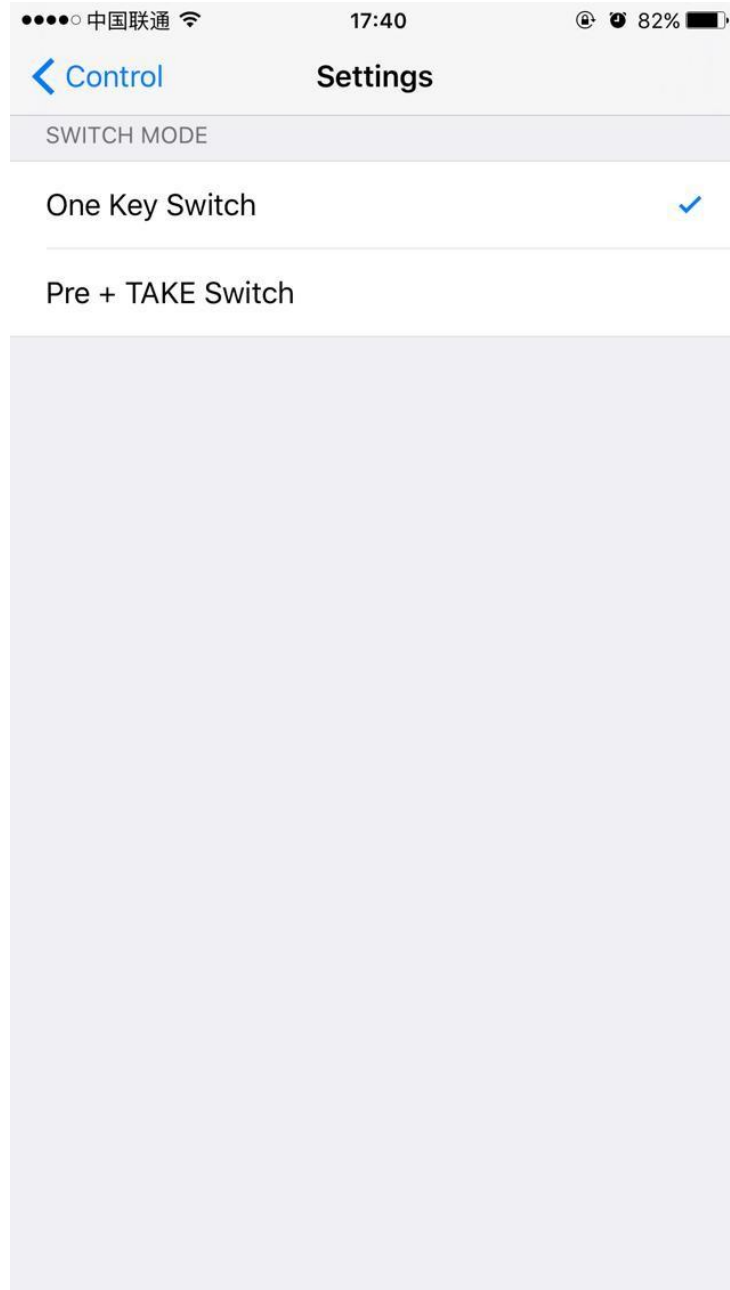 中国联通 17:40 82%
Control Settings
SWITCH MODE
One Key Switch
Pre + TAKE Switch